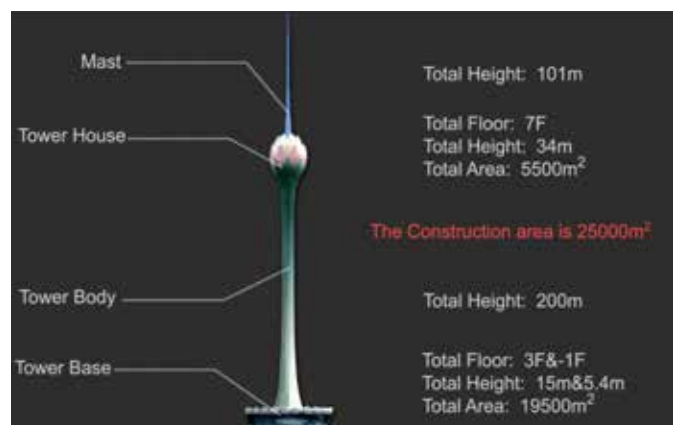 Mast
Total Height: 101m
Tower House
Total Floor: 7F
Total Height: 34m
Total Area: 5500m²
The Construction area is 25000m²
Tower Body
Total Height: 200m
Tower Base
Total Floor: 3F&-1F
Total Height: 15m&5.4m
Total Area: 19500m²